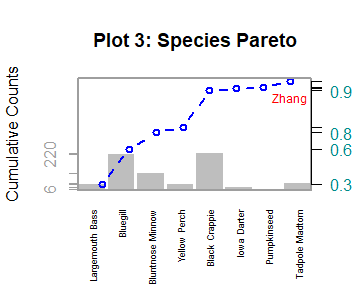 Plot 3: Species Pareto
Cumulative Counts
220
6
0.9
0.8
0.6
0.3
Zhang
Largemouth Bass
Bluegill
Bluntnose Minnow
Yellow Perch
Black Crappie
Iowa Darter
Pumpkinseed
Tadpole Madtom